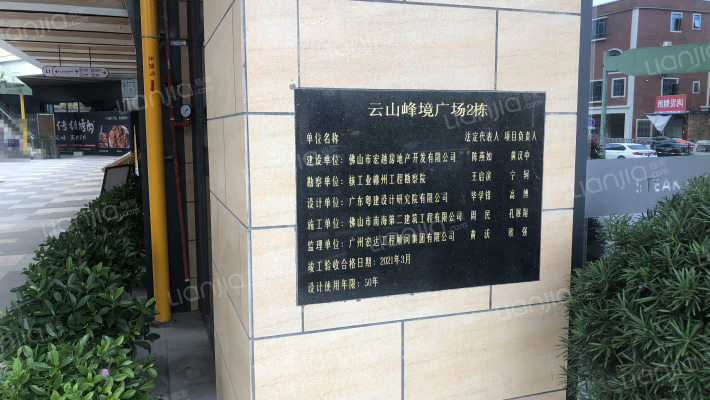 云山峰境广场2栋
单位名称 法定代表人 项目负责人
建设单位：佛山市宏越房地产开发有限公司 陈燕如 黄汉中
勘察单位：核工业赣州工程勘察院 王启滨 宁 坷
设计单位：广东粤建设计研究院有限公司 毕学锴 高 博
施工单位：佛山市南海第二建筑工程有限公司 周 民
监理单位：广州宏达工程顾问集团有限公司 黄 沃 欧 强
竣工验收合格日期：2021年3月
设计使用年限：50年
STEAK
lianjia